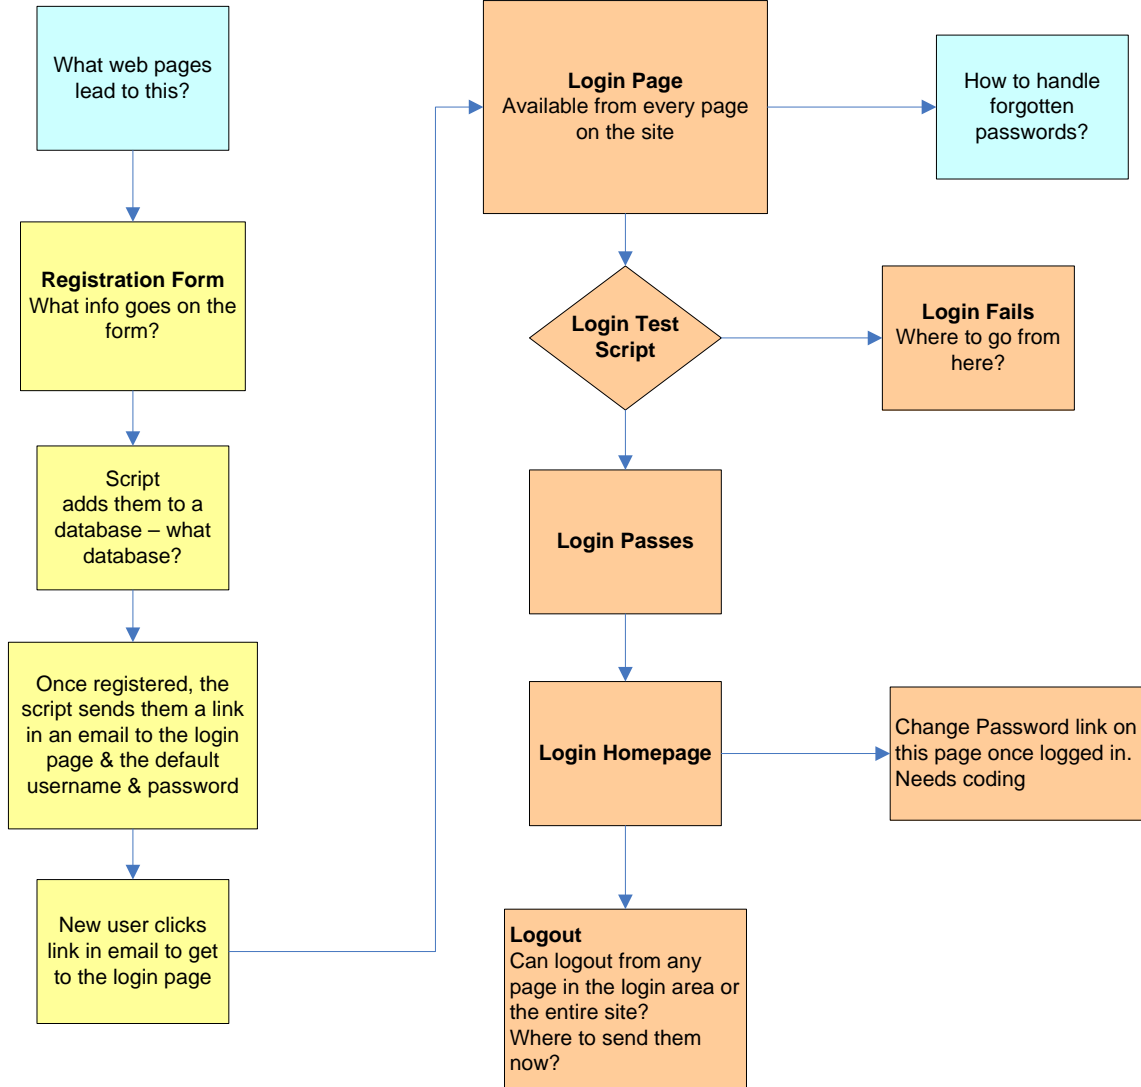 What web pages
lead to this?
Registration Form
What info goes on the
form?
Script
adds them to a
database – what
database?
Once registered, the
script sends them a link
in an email to the login
page & the default
username & password
New user clicks
link in email to get
to the login page
Login Page
Available from every page
on the site
How to handle
forgotten
passwords?
Login Test
Script
Login Fails
Where to go from
here?
Login Passes
Login Homepage
Change Password link on
this page once logged in.
Needs coding
Logout
Can logout from any
page in the login area or
the entire site?
Where to send them
now?